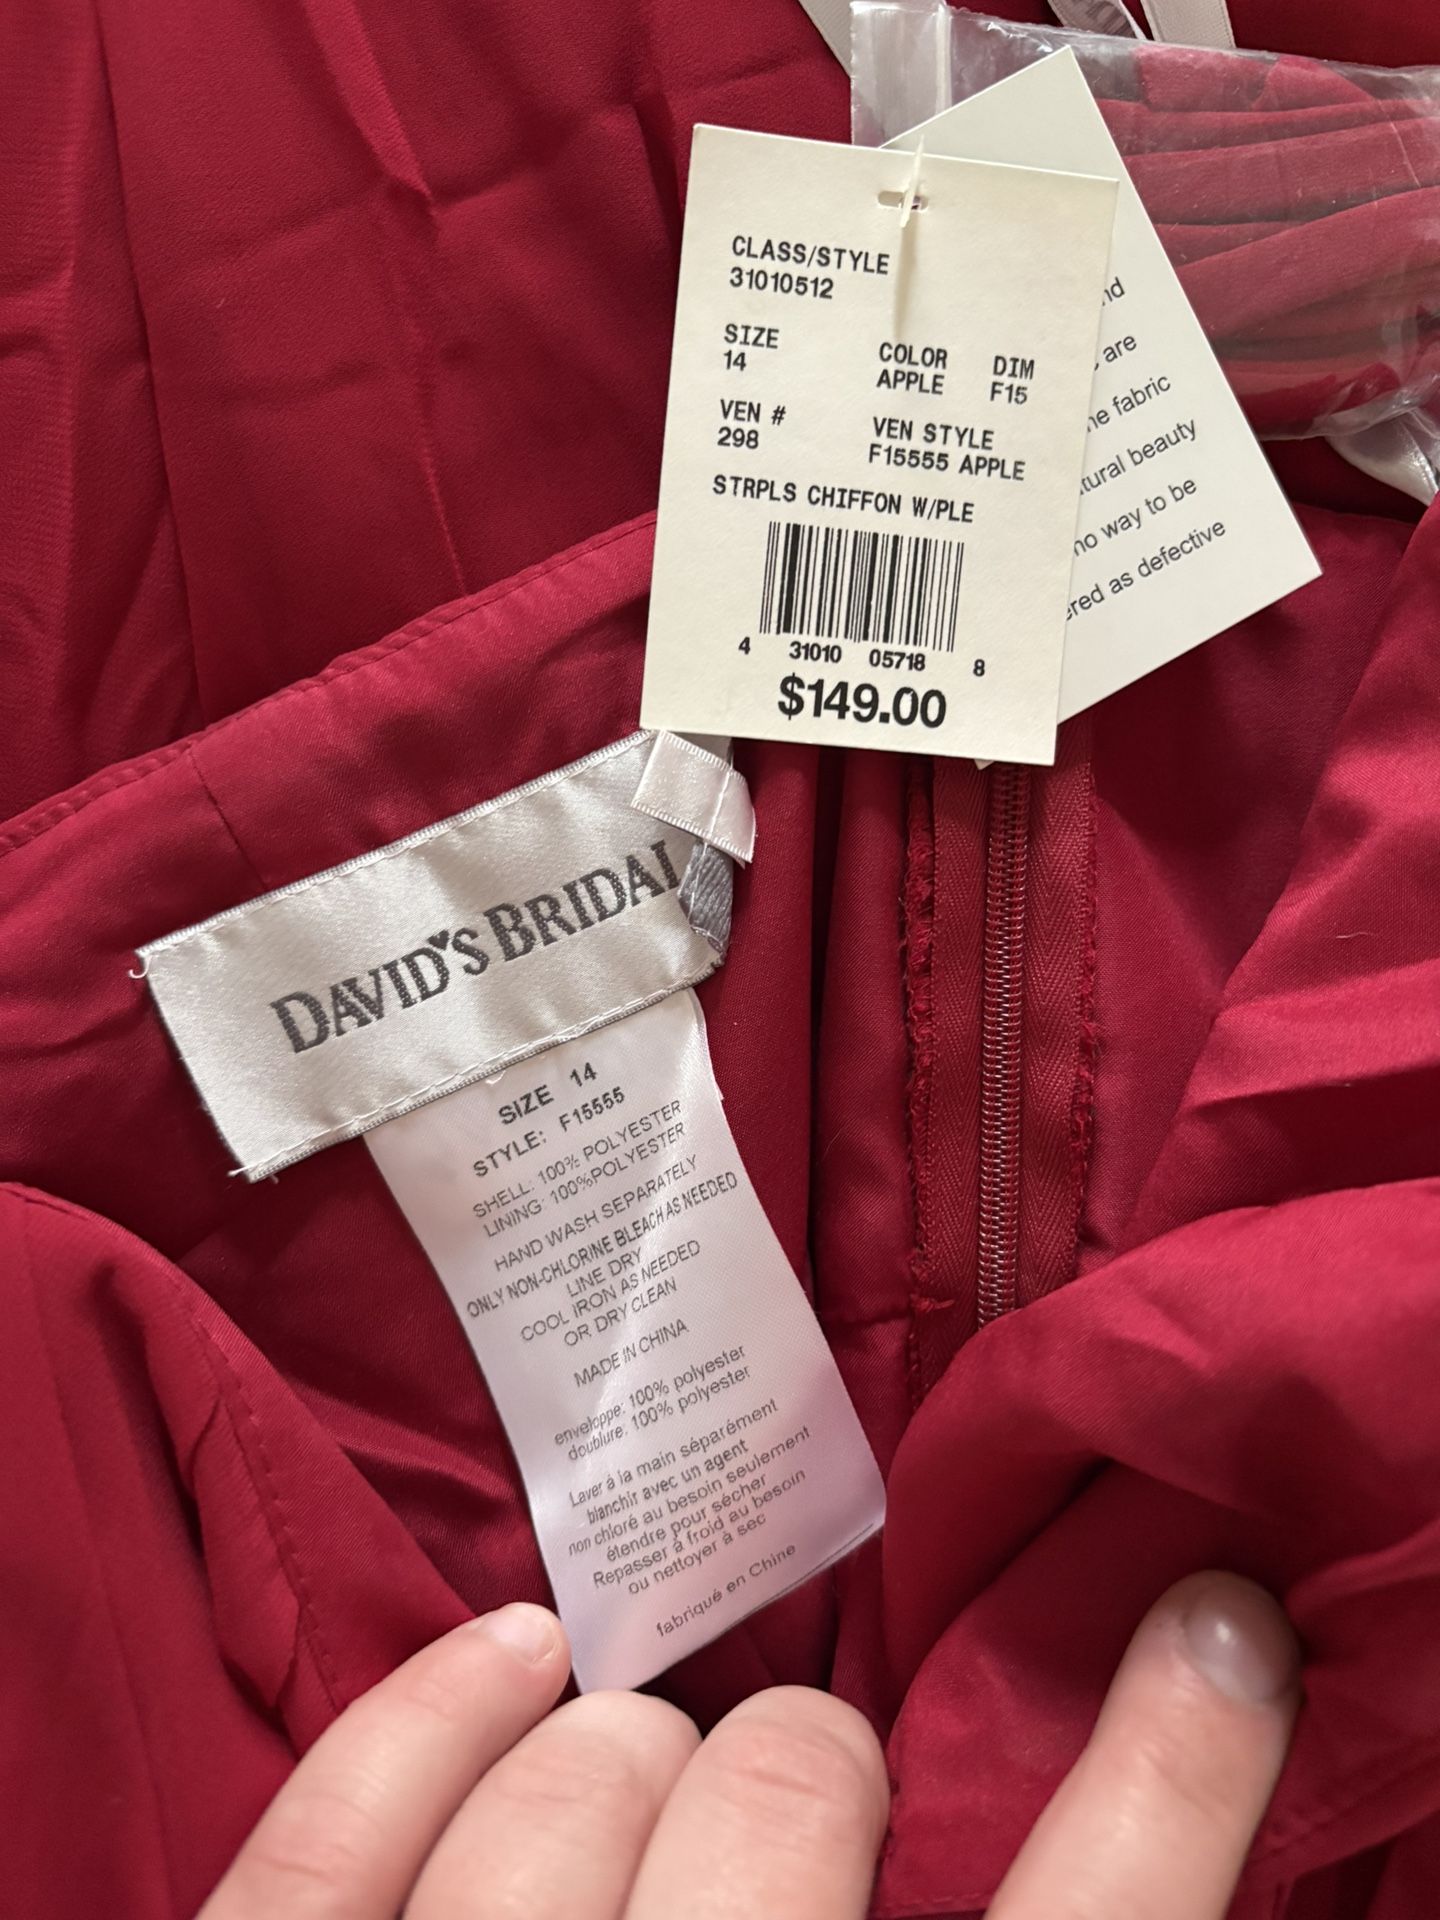 CLASS/STYLE
31010512
SIZE
14
COLOR
APPLE
DIM
F15
VEN #
298
VEN STYLE
F15555 APPLE
STRPLS CHIFFON W/PLE
4 31010 05718 8
$149.00
are
fabric
beauty
no way to be
as defective
DAVID'S BRIDAL
SIZE 14
STYLE: F15555
SHELL: 100% POLYESTER
LINING: 100%POLYESTER
HAND WASH SEPARATELY
ONLY NON-CHLORINE BLEACH AS NEEDED
LINE DRY
COOL IRON AS NEEDED
OR DRY CLEAN
MADE IN CHINA
enveloppe: 100% polyester
doublure: 100% polyester
Laver à la main séparément
blanchir avec un agent
non chloré au besoin seulement
étendre pour sécher
Repasser à froid au besoin
ou nettoyer à sec
fabriqué en Chine